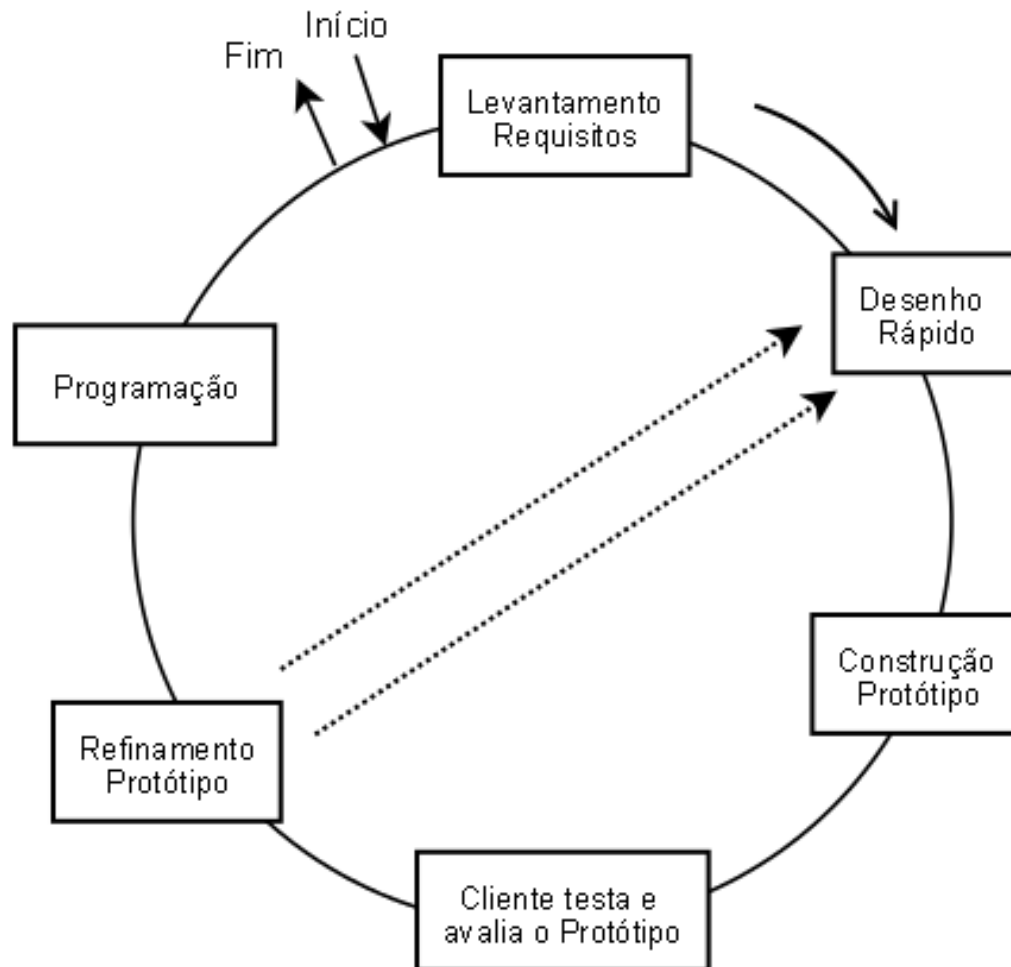 Início
Fim
Levantamento
Requisitos
Desenho
Rápido
Construção
Protótipo
Cliente testa e
avalia o Protótipo
Refinamento
Protótipo
Programação